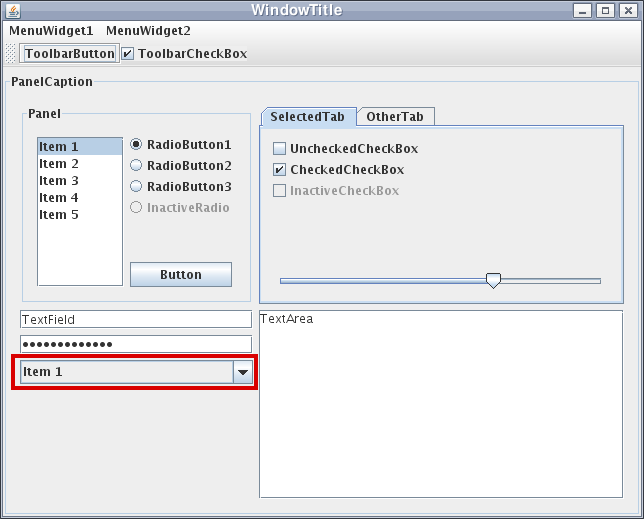 WindowTitle
MenuWidget1 MenuWidget2
ToolbarButton ToolbarCheckBox
PanelCaption
Panel
Item 1
Item 2
Item 3
Item 4
Item 5
RadioButton1
RadioButton2
RadioButton3
InactiveRadio
Button
SelectedTab OtherTab
UncheckedCheckBox
CheckedCheckBox
InactiveCheckBox
TextField
Item 1
TextArea